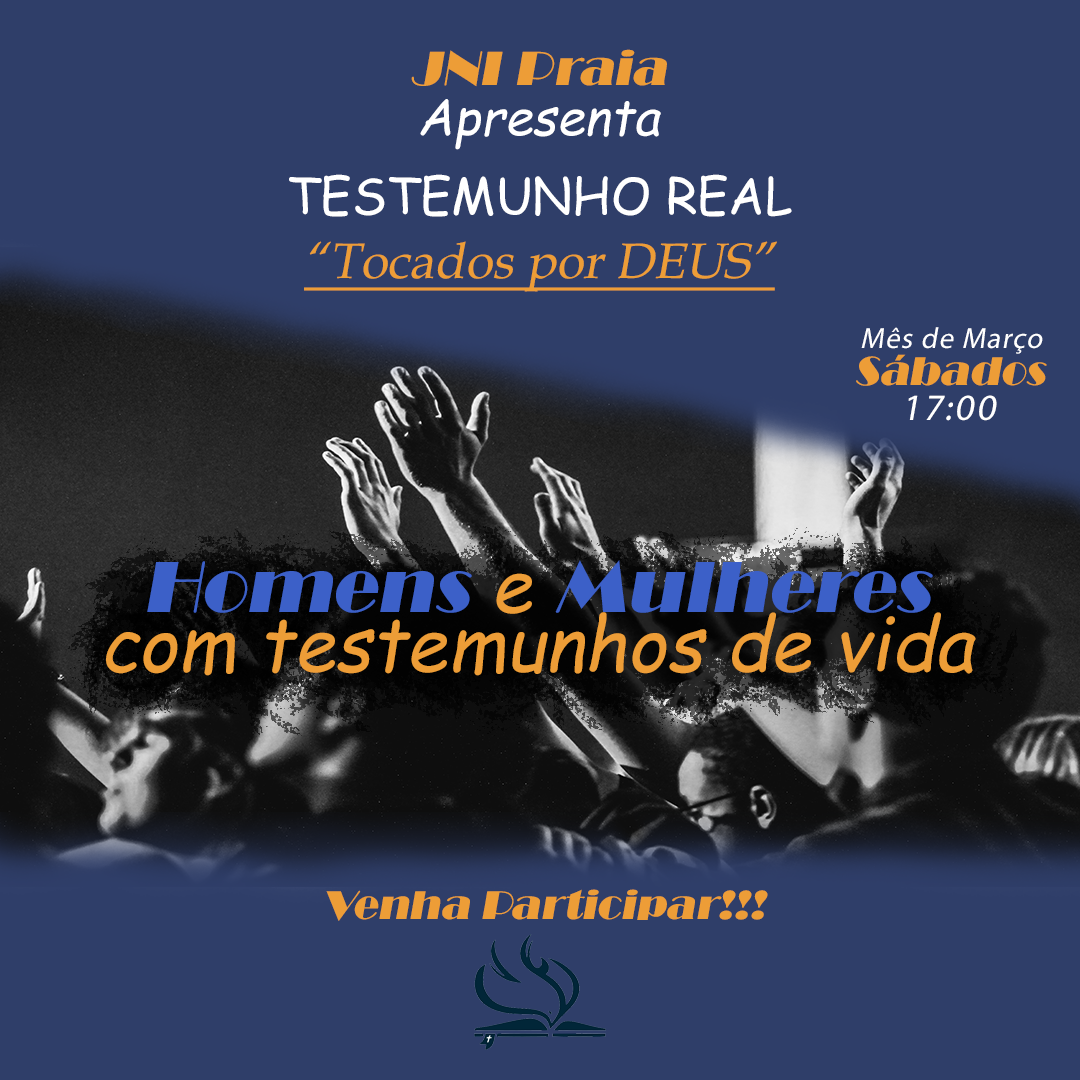 JNI Praia
Apresenta
TESTEMUNHO REAL
“Tocados por DEUS”
Mês de Março
Sábados
17:00
Homens e Mulheres
com testemunhos de vida
Venha Participar!!!